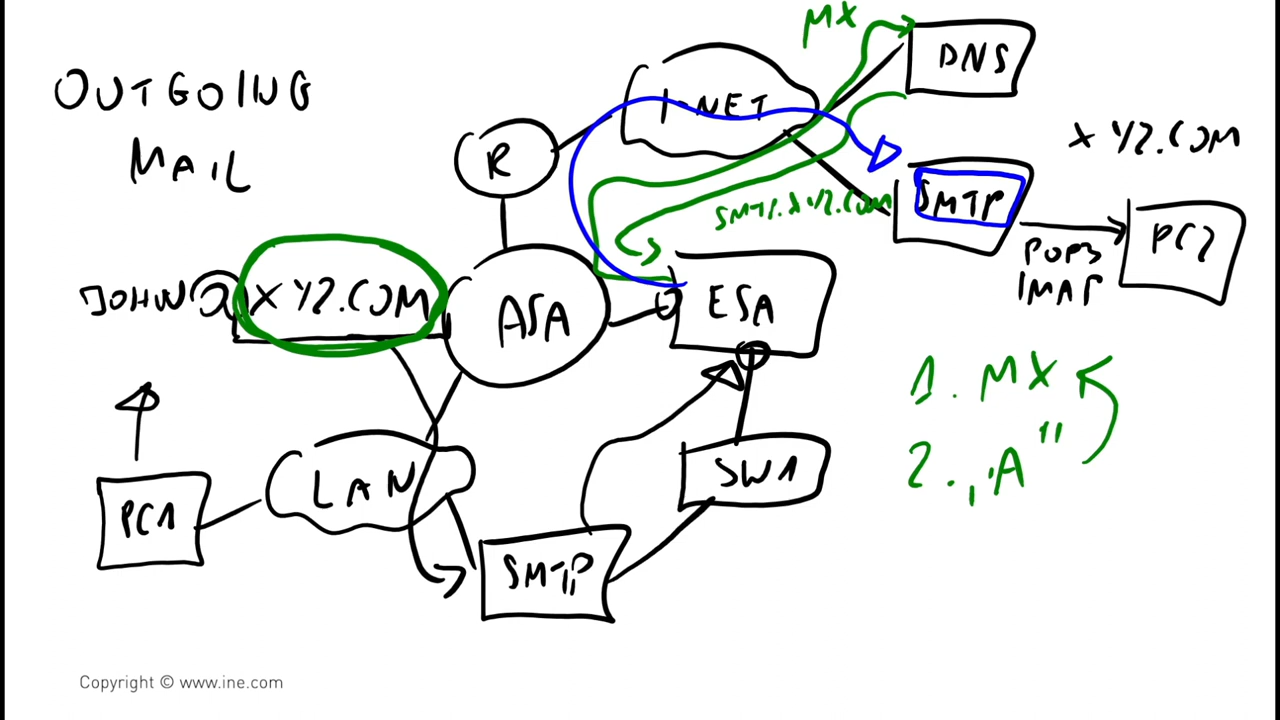 OUTGOING
MAIL
MX
DNS
I-NET
R
XYZ.COM
SMTP
SMTP.XYZ.COM
PC2
POP3
IMAP
JOHN@XYZ.COM
ASA
ESA
1. MX
2. „A"
LAN
SW1
PC1
SMTP
Copyright © www.ine.com